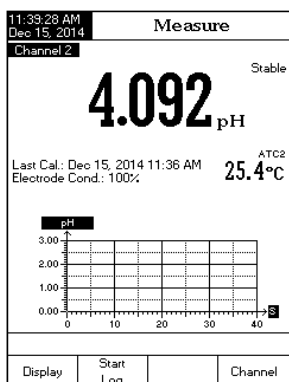 11:39:28 AM
Dec 15, 2014
Measure
Channel 2
Stable
4.092 pH
Last Cal.: Dec 15, 2014 11:36 AM
Electrode Cond.: 100%
ATC2
25.4°C
pH
3.00
2.00
1.00
0.00
0 10 20 30 40 S
Display
Start
Log
Channel